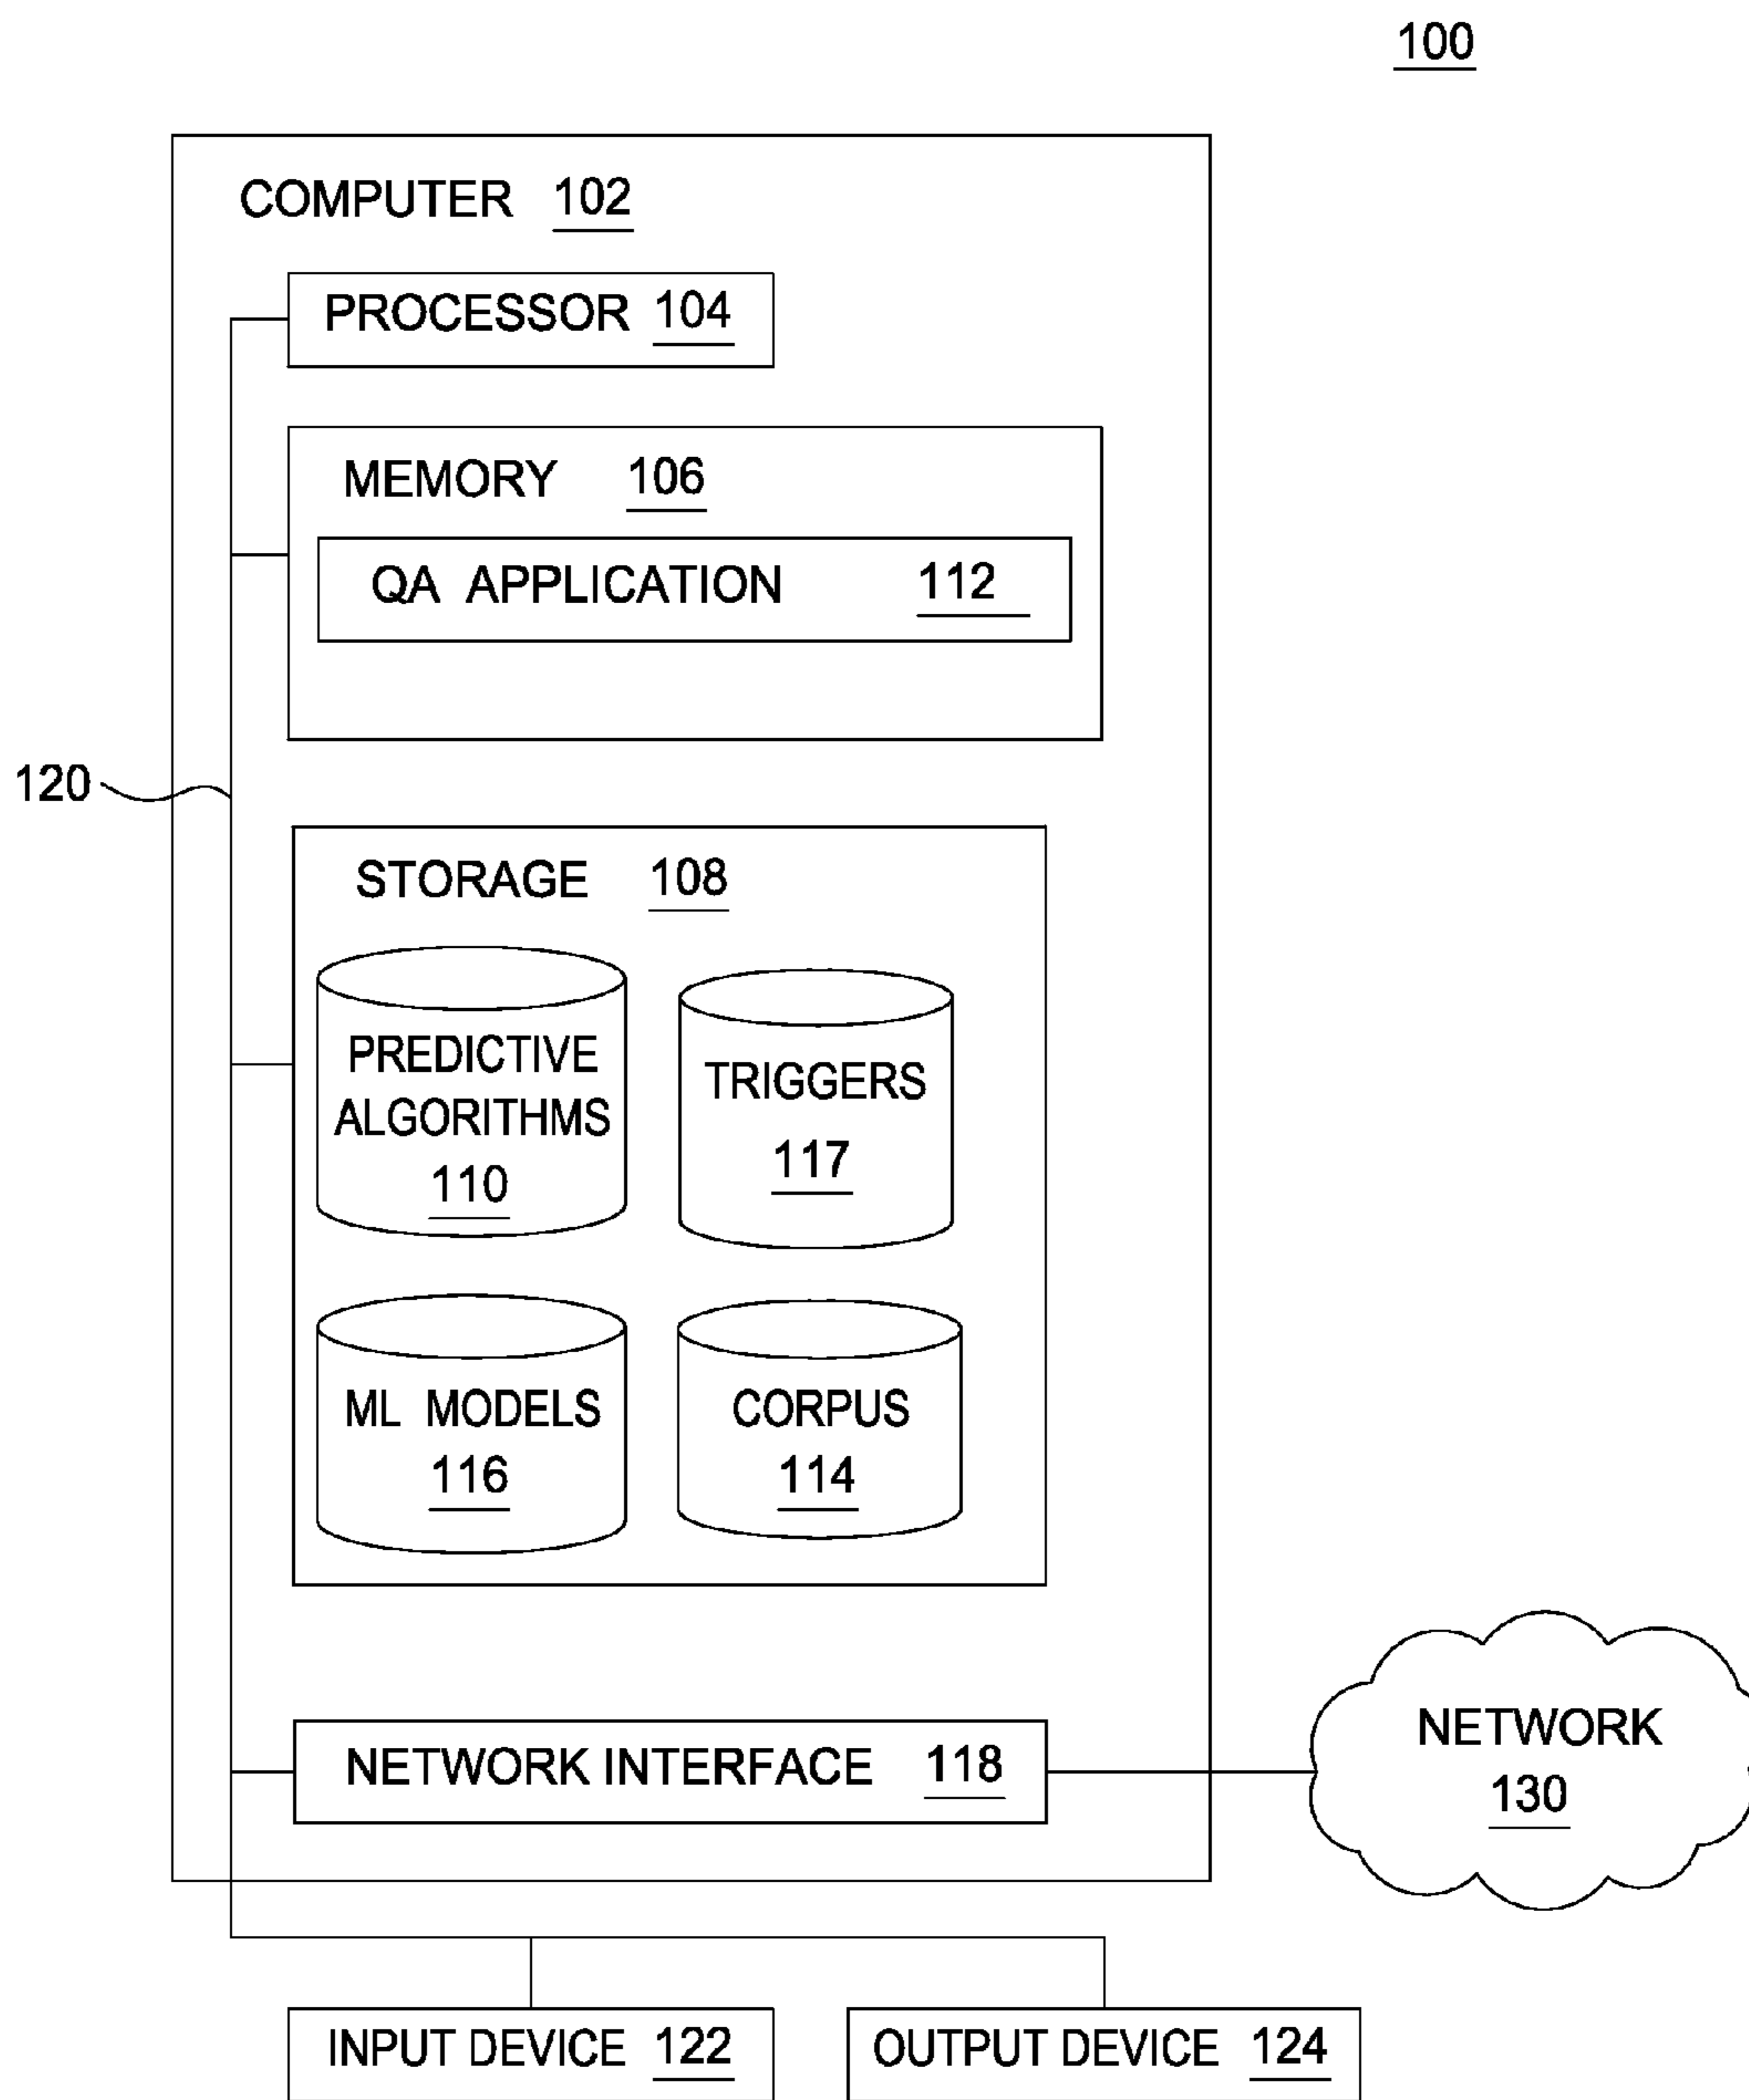 100
COMPUTER 102
PROCESSOR 104
MEMORY 106
QA APPLICATION 112
120
STORAGE 108
PREDICTIVE
ALGORITHMS
110
TRIGGERS
117
ML MODELS
116
CORPUS
114
NETWORK INTERFACE 118
NETWORK
130
INPUT DEVICE 122
OUTPUT DEVICE 124